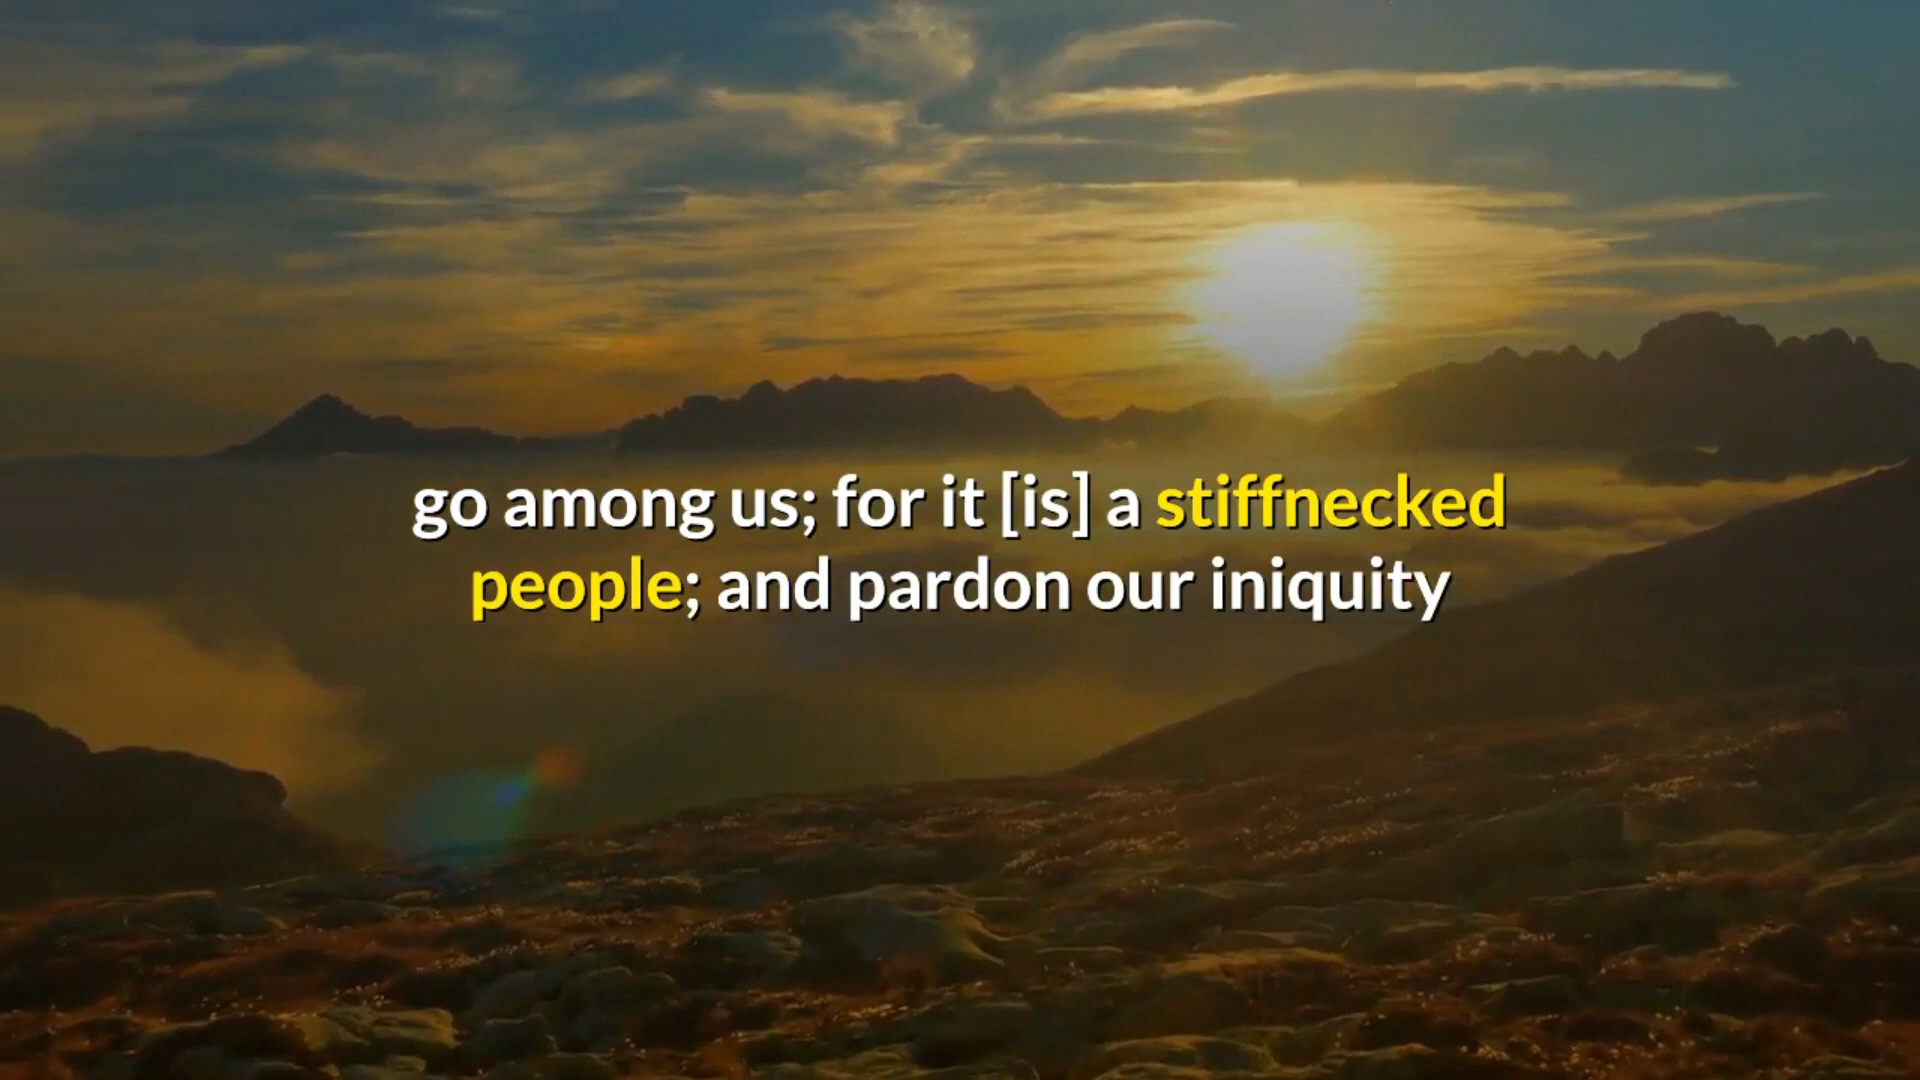 go among us; for it [is] a stiffnecked
people; and pardon our iniquity